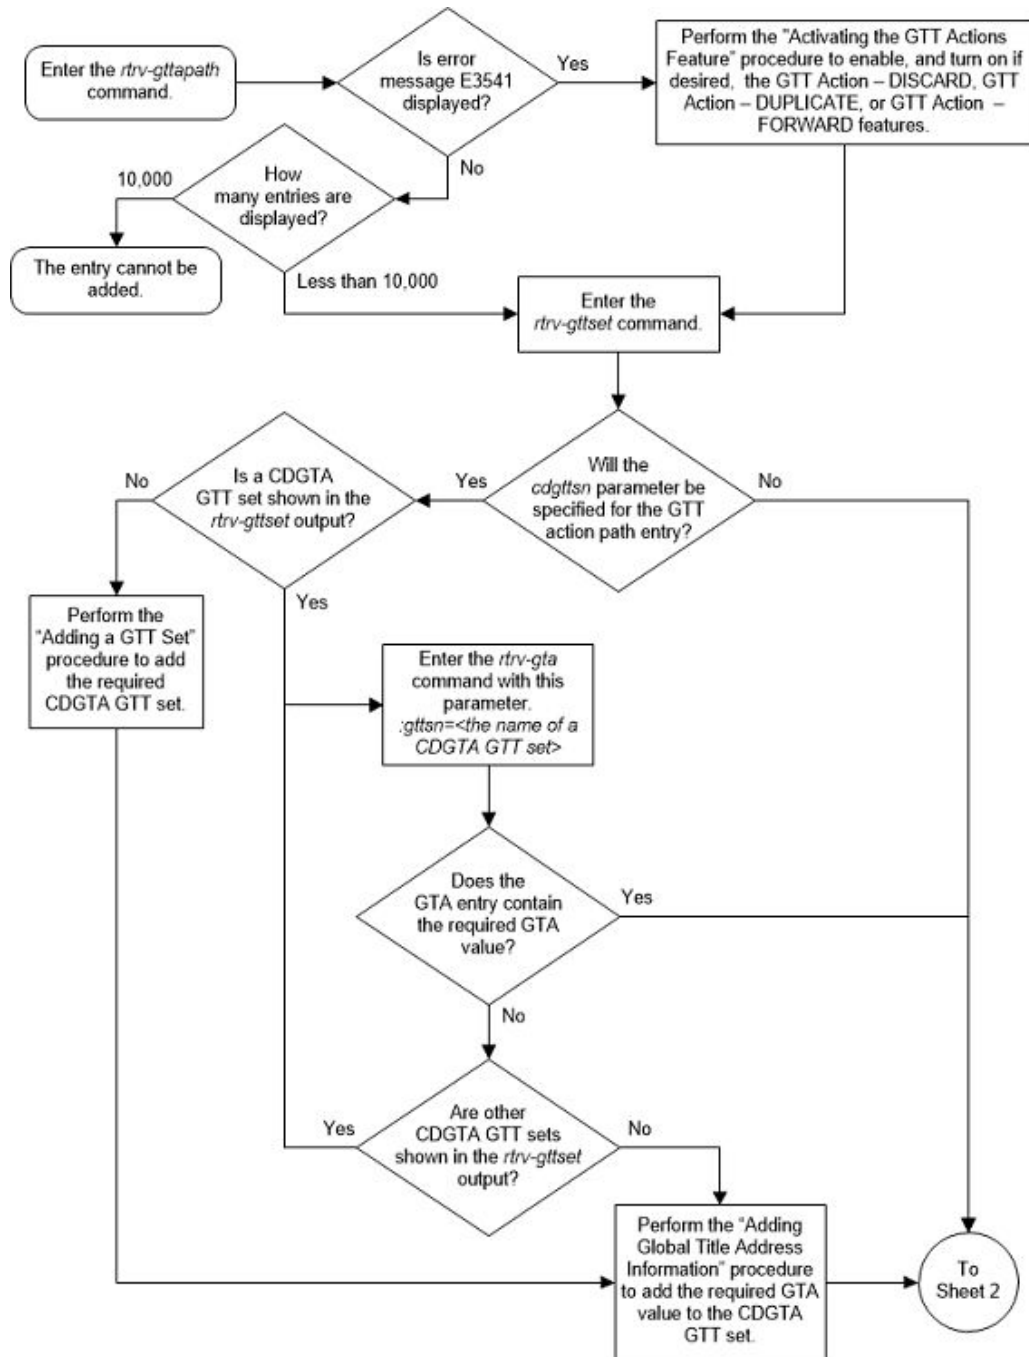 Enter the rtrv-gttapath
command.
Is error
message E3541
displayed?
Yes
Perform the "Activating the GTT Actions
Feature" procedure to enable, and turn on if
desired, the GTT Action – DISCARD, GTT
Action – DUPLICATE, or GTT Action –
FORWARD features.
No
10,000
How
many entries are
displayed?
The entry cannot be
added.
Less than 10,000
Enter the
rtrv-gttset command.
No
Is a CDGTA
GTT set shown in the
rtrv-gttset output?
Yes
Will the
cdgttsn parameter be
specified for the GTT
action path entry?
No
Yes
Perform the
“Adding a GTT Set”
procedure to add
the required
CDGTA GTT set.
Enter the rtrv-gta
command with this
parameter.
:gttsn=<the name of a
CDGTA GTT set>
Does the
GTA entry contain
the required GTA
value?
Yes
No
Yes
Are other
CDGTA GTT sets
shown in the rtrv-gttset
output?
No
Perform the “Adding
Global Title Address
Information” procedure
to add the required GTA
value to the CDGTA
GTT set.
To
Sheet 2